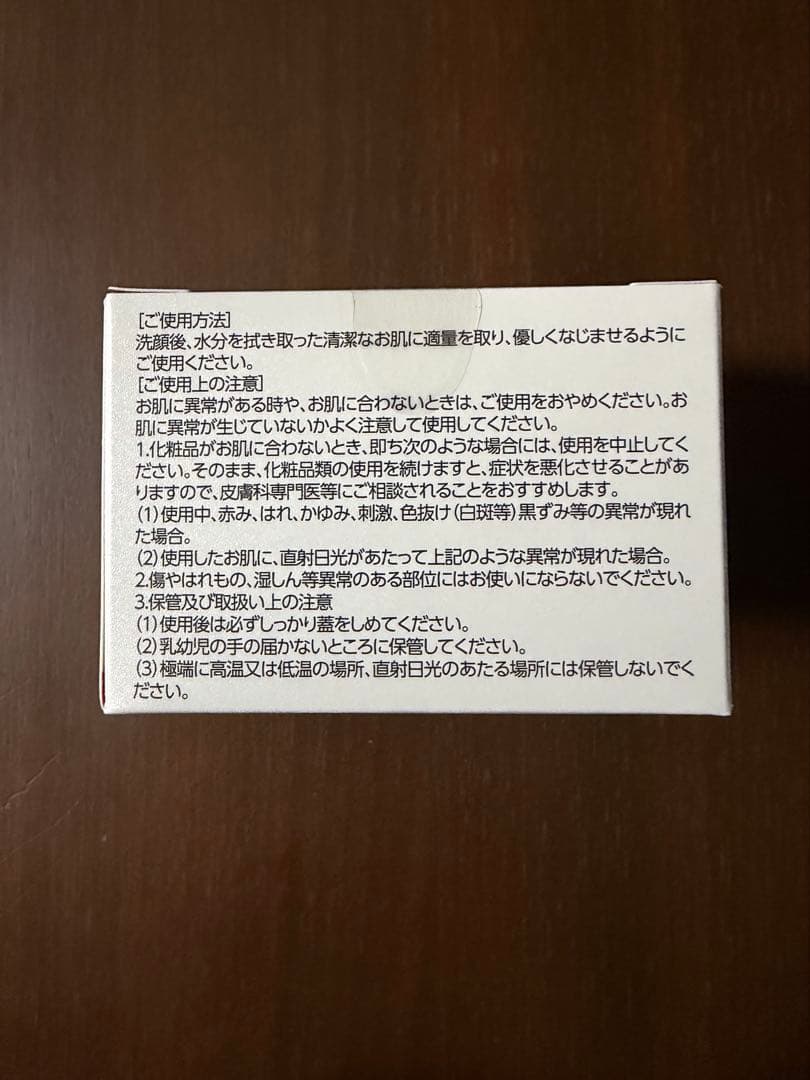 [ご使用方法]
洗顔後、水分を拭き取った清潔なお肌に適量を取り、優しくなじませるように
ご使用ください。
[ご使用上の注意]
お肌に異常がある時や、お肌に合わないときは、ご使用をおやめください。お
肌に異常が生じていないかよく注意して使用してください。
1.化粧品がお肌に合わないとき、即ち次のような場合には、使用を中止してく
ださい。そのまま、化粧品類の使用を続けますと、症状を悪化させることがあ
りますので、皮膚科専門医等にご相談されることをおすすめします。
(1)使用中、赤み、はれ、かゆみ、刺激、色抜け(白斑等)黒ずみ等の異常が現れ
た場合。
(2)使用したお肌に、直射日光があたって上記のような異常が現れた場合。
2.傷やはれもの、湿しん等異常のある部位にはお使いにならないでください。
3.保管及び取扱い上の注意
(1)使用後は必ずしっかり蓋をしめてください。
(2)乳幼児の手の届かないところに保管してください。
(3)極端に高温又は低温の場所、直射日光のあたる場所には保管しないでく
ださい。